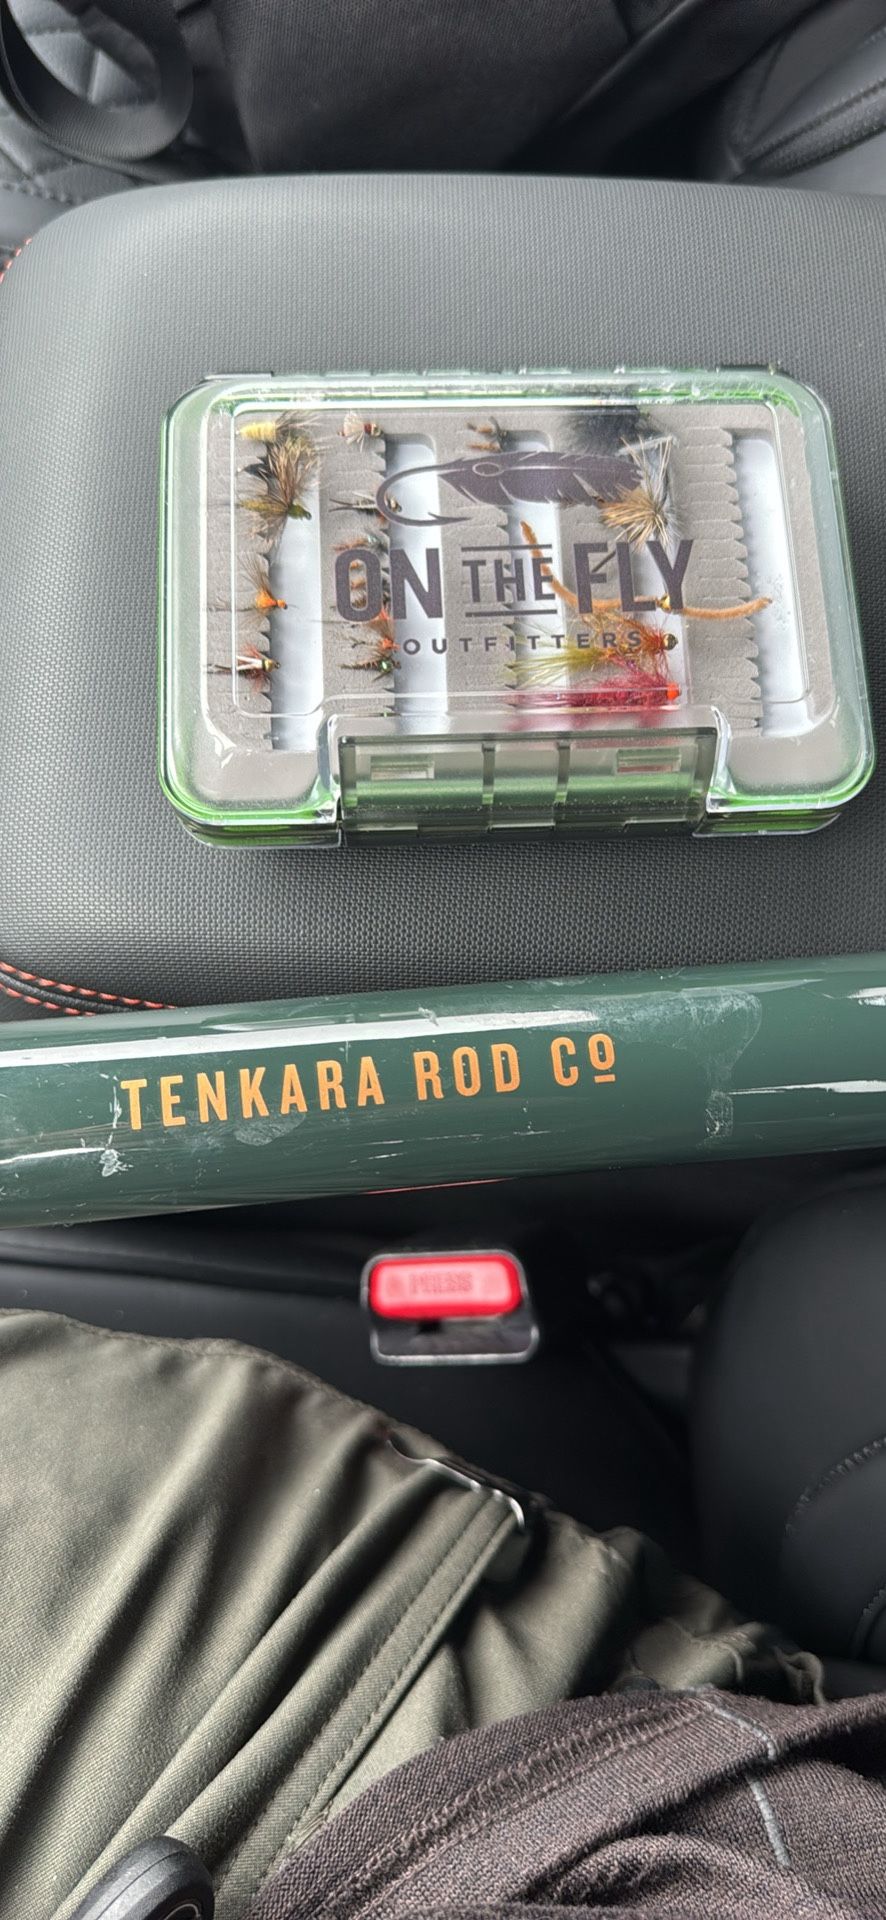 ON THE FLY
OUTFITTERS
TENKARA ROD Co
PRESS